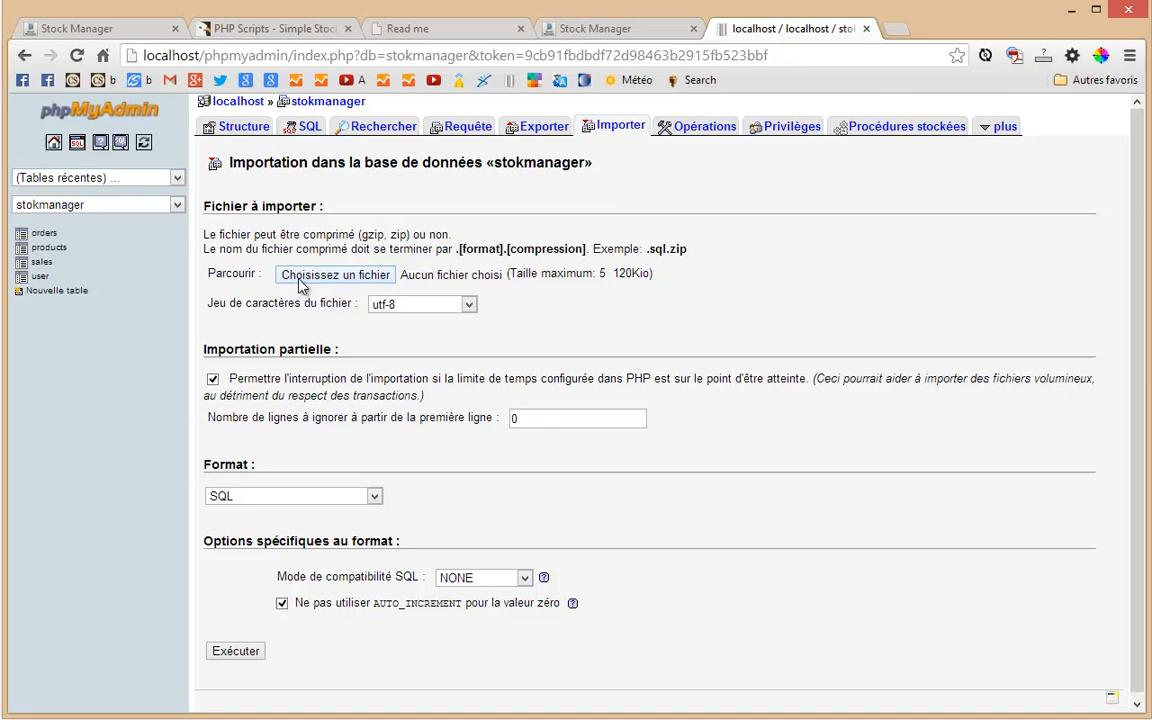 Stock Manager
PHP Scripts - Simple Stoc
Read me
Stock Manager
localhost / localhost / sto
localhost/phpmyadmin/index.php?db=stokmanager&token=9cb91fbdbdf72d98463b2915fb523bbf
b
b
A
Météo
Search
Autres favoris
phpMyAdmin
SQL
(Tables récentes) ...
stokmanager
orders
products
sales
user
Nouvelle table
localhost » stokmanager
Structure SQL Rechercher Requête Exporter Importer Opérations Privilèges Procédures stockées plus
Importation dans la base de données «stokmanager»
Fichier à importer :
Le fichier peut être comprimé (gzip, zip) ou non.
Le nom du fichier comprimé doit se terminer par .[format].[compression]. Exemple: .sql.zip
Parcourir : Choisissez un fichier Aucun fichier choisi (Taille maximum: 5 120Kio)
Jeu de caractères du fichier : utf-8
Importation partielle :
Permettre l'interruption de l'importation si la limite de temps configurée dans PHP est sur le point d'être atteinte. (Ceci pourrait aider à importer des fichiers volumineux,
au détriment du respect des transactions.)
Nombre de lignes à ignorer à partir de la première ligne : 0
Format :
SQL
Options spécifiques au format :
Mode de compatibilité SQL : NONE
Ne pas utiliser AUTO_INCREMENT pour la valeur zéro
Exécuter